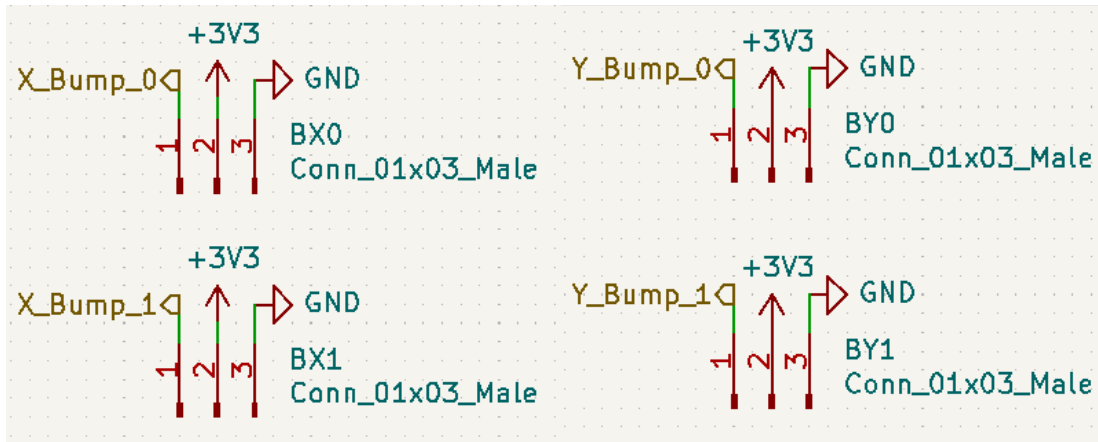 +3V3
X_Bump_0
GND
1 2 3
BX0
Conn_01x03_Male
+3V3
Y_Bump_0
GND
1 2 3
BY0
Conn_01x03_Male
+3V3
X_Bump_1
GND
1 2 3
BX1
Conn_01x03_Male
+3V3
Y_Bump_1
GND
1 2 3
BY1
Conn_01x03_Male